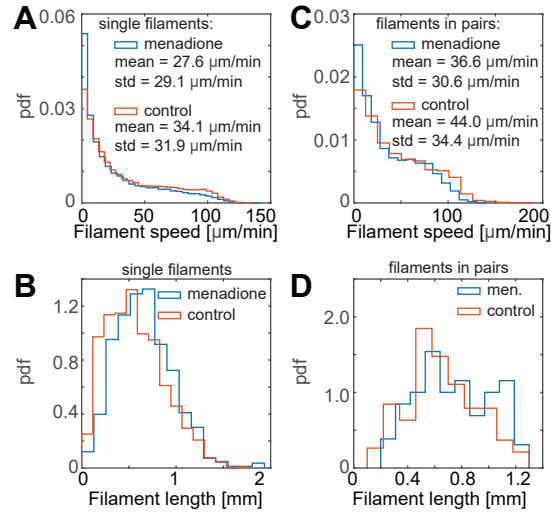 A
single filaments:
menadione
mean = 27.6 µm/min
std = 29.1 µm/min
control
mean = 34.1 µm/min
std = 31.9 µm/min
pdf
0.06
0.03
0
0
50
100
150
Filament speed [µm/min]
C
filaments in pairs:
menadione
mean = 36.6 µm/min
std = 30.6 µm/min
control
mean = 44.0 µm/min
std = 34.4 µm/min
pdf
0.03
0.02
0.01
0
0
100
200
Filament speed [µm/min]
B
single filaments
menadione
control
pdf
1.2
0.8
0.4
0
0
1
2
Filament length [mm]
D
filaments in pairs
men.
control
pdf
2.0
1.0
0
0
0.4
0.8
1.2
Filament length [mm]